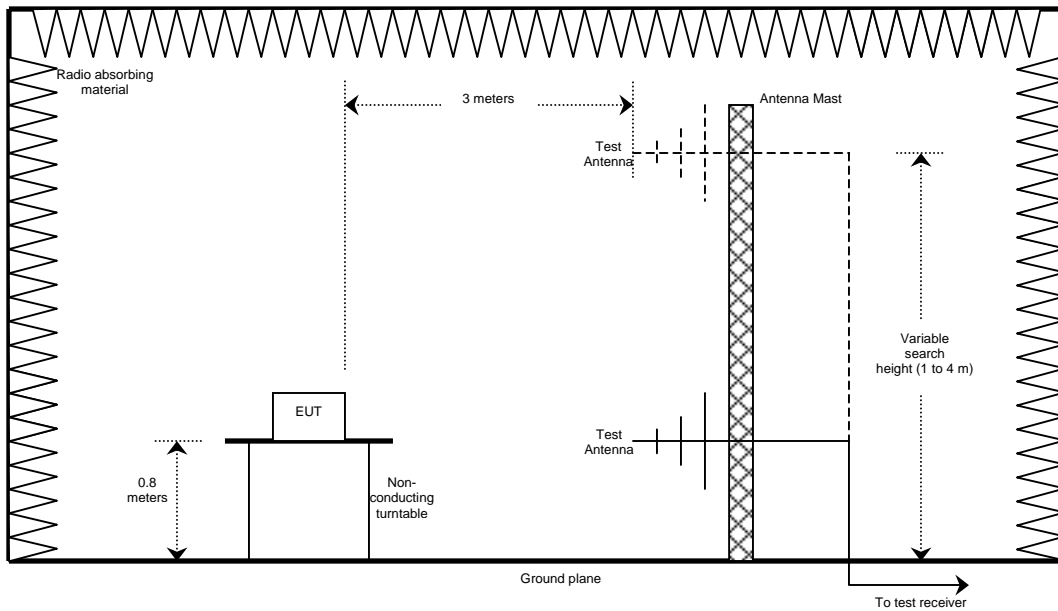 Radio absorbing
material
3 meters
Antenna Mast
Test
Antenna
Variable
search
height (1 to 4 m)
EUT
Test
Antenna
0.8
meters
Non-
conducting
turntable
Ground plane
To test receiver